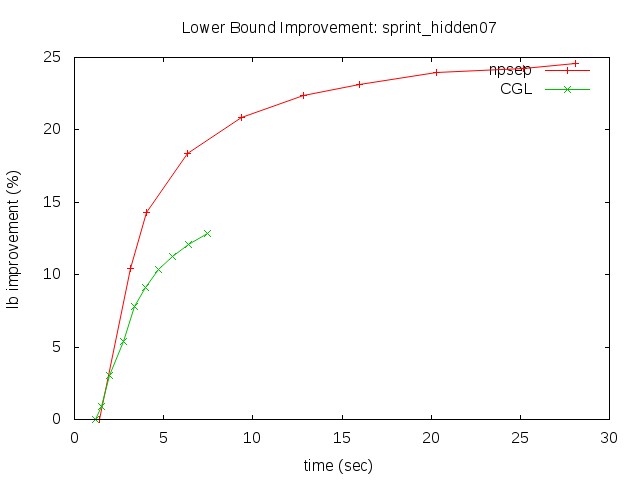 Lower Bound Improvement: sprint_hidden07
25
20
15
10
5
0
lb improvement (%)
npsep
CGL
0 5 10 15 20 25 30
time (sec)